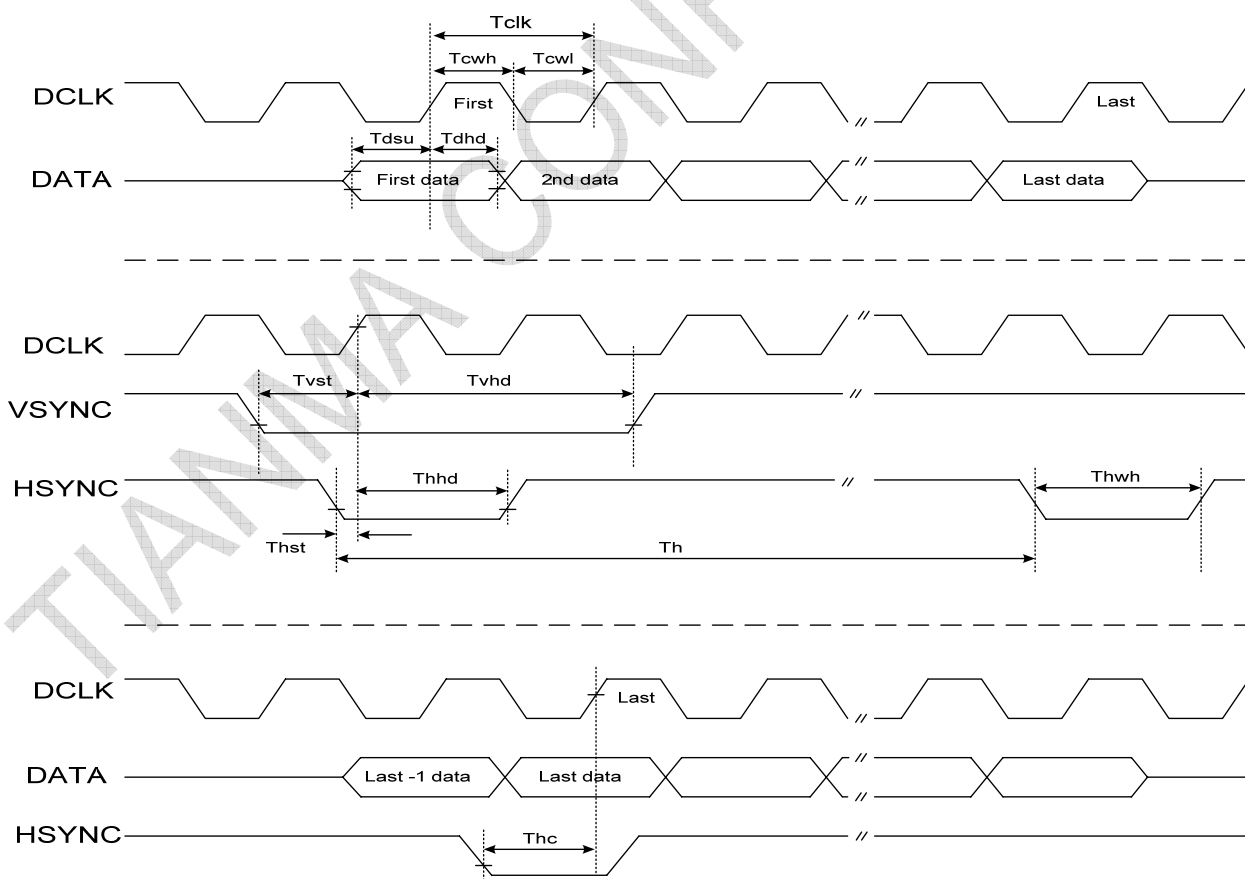 Tclk
Tcwh Tcwl
DCLK First Last
Tdsu Tdhd
DATA First data 2nd data Last data
DCLK
Tvst Tvhd
VSYNC
HSYNC Thhd Thwh
Thst Th
DCLK Last
DATA Last -1 data Last data
HSYNC Thc
TIANMA CONF